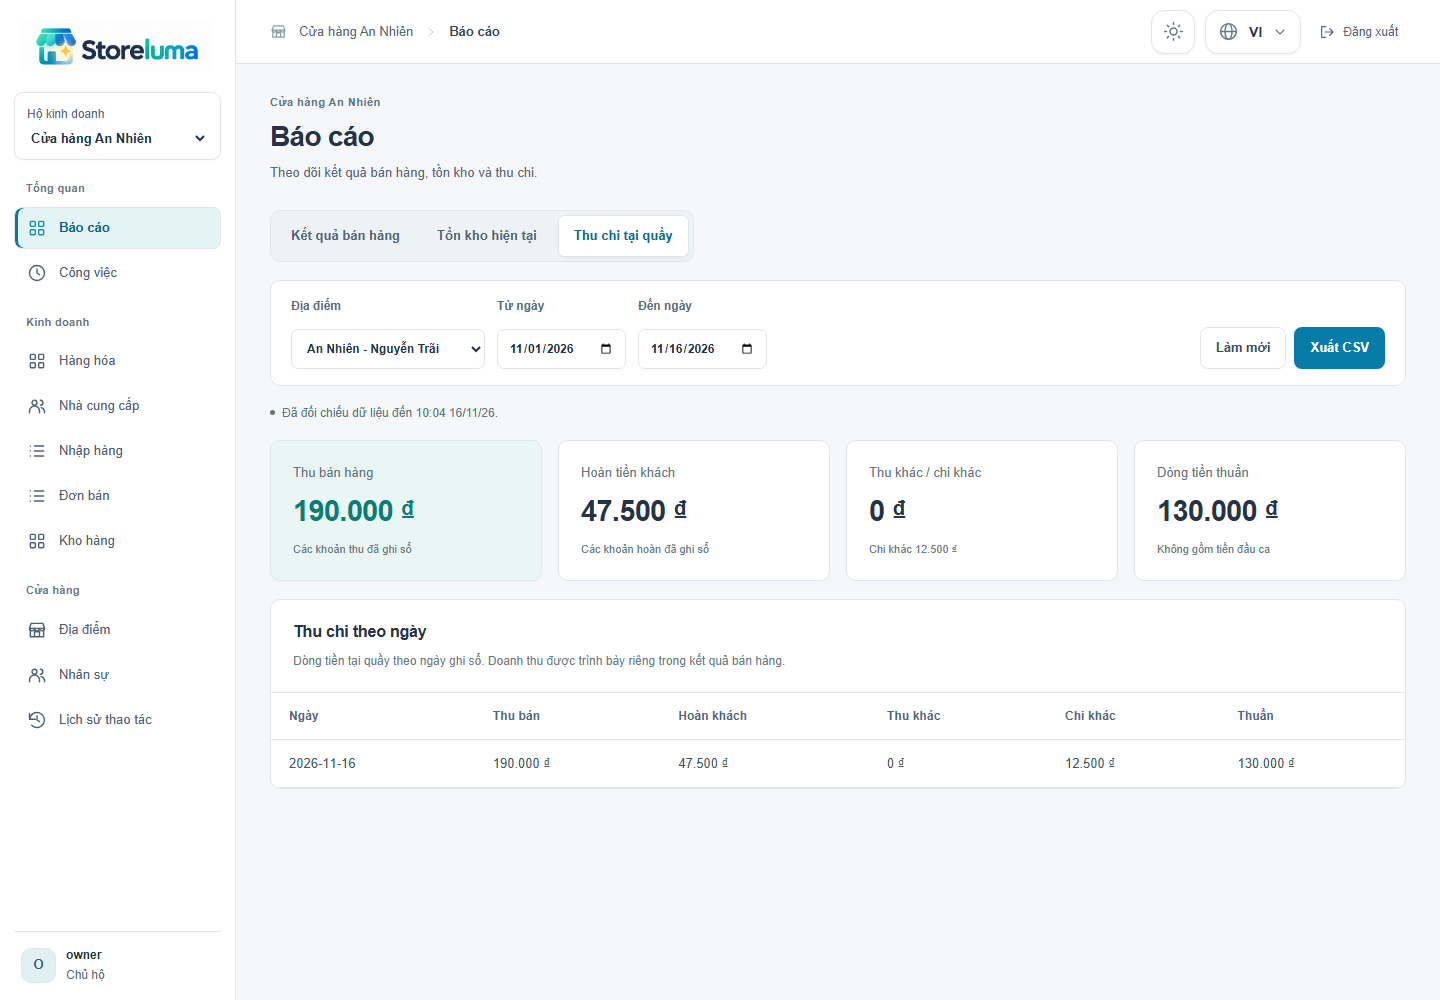 Storeluma
Hộ kinh doanh
Cửa hàng An Nhiên
Tổng quan
Báo cáo
Công việc
Kinh doanh
Hàng hóa
Nhà cung cấp
Nhập hàng
Đơn bán
Kho hàng
Cửa hàng
Địa điểm
Nhân sự
Lịch sử thao tác
O
owner
Chủ hộ
Cửa hàng An Nhiên
Báo cáo
VI
Đăng xuất
Cửa hàng An Nhiên
Báo cáo
Theo dõi kết quả bán hàng, tồn kho và thu chi.
Kết quả bán hàng
Tồn kho hiện tại
Thu chi tại quầy
Địa điểm
Từ ngày
Đến ngày
An Nhiên - Nguyễn Trãi
11/01/2026
11/16/2026
Làm mới
Xuất CSV
Đã đối chiếu dữ liệu đến 10:04 16/11/26.
Thu bán hàng
190.000 ₫
Các khoản thu đã ghi sổ
Hoàn tiền khách
47.500 ₫
Các khoản hoàn đã ghi sổ
Thu khác / chi khác
0 ₫
Chi khác 12.500 ₫
Dòng tiền thuần
130.000 ₫
Không gồm tiền đầu ca
Thu chi theo ngày
Dòng tiền tại quầy theo ngày ghi sổ. Doanh thu được trình bày riêng trong kết quả bán hàng.
Ngày Thu bán Hoàn khách Thu khác Chi khác Thuần
2026-11-16 190.000 ₫ 47.500 ₫ 0 ₫ 12.500 ₫ 130.000 ₫